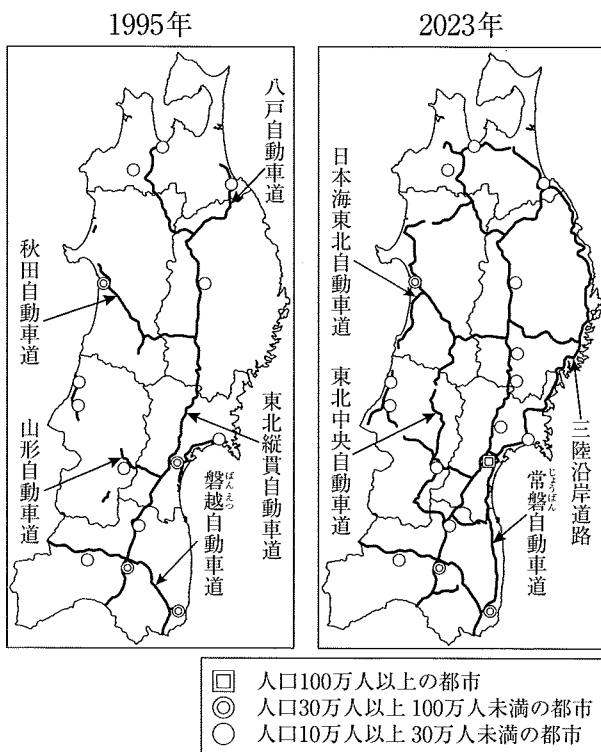 1995年
八戸自動車道
秋田自動車道
山形自動車道
東北縦貫自動車道
磐越自動車道
ばんえつ
2023年
日本海東北自動車道
東北中央自動車道
常磐自動車道
じょうばん
三陸沿岸道路
人口100万人以上の都市
人口30万人以上100万人未満の都市
人口10万人以上30万人未満の都市